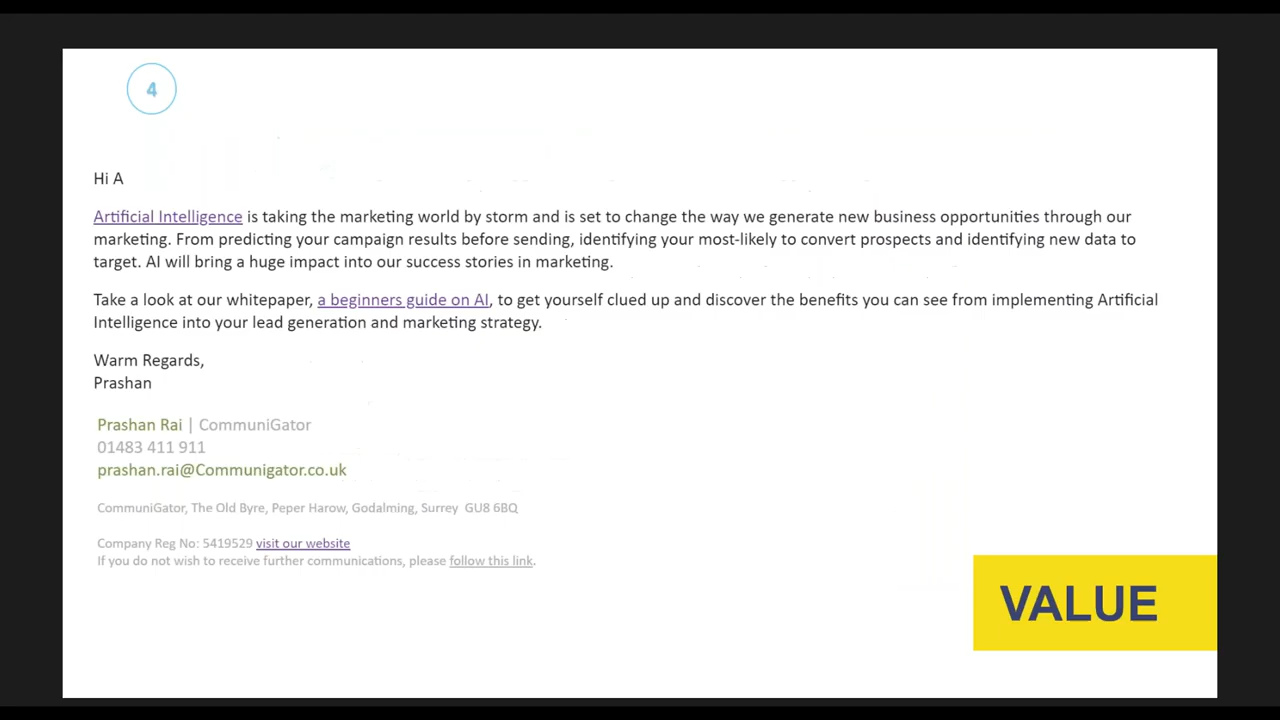 4
Hi A
Artificial Intelligence is taking the marketing world by storm and is set to change the way we generate new business opportunities through our
marketing. From predicting your campaign results before sending, identifying your most-likely to convert prospects and identifying new data to
target. AI will bring a huge impact into our success stories in marketing.
Take a look at our whitepaper, a beginners guide on AI, to get yourself clued up and discover the benefits you can see from implementing Artificial
Intelligence into your lead generation and marketing strategy.
Warm Regards,
Prashan
Prashan Rai | CommuniGator
01483 411 911
prashan.rai@Communigator.co.uk
CommuniGator, The Old Byre, Peper Harow, Godalming, Surrey GU8 6BQ
Company Reg No: 5419529 visit our website
If you do not wish to receive further communications, please follow this link.
VALUE